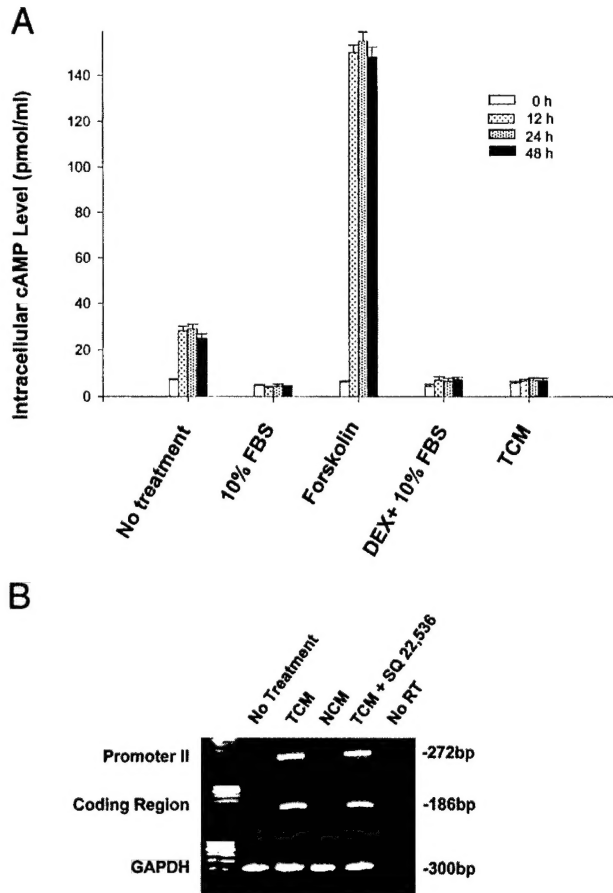 A
Intracellular cAMP Level (pmol/ml)
140
120
100
80
60
40
20
0
0 h
12 h
24 h
48 h
No treatment
10% FBS
Forskolin
DEX+ 10% FBS
TCM
B
No Treatment
TCM
NCM
TCM + SQ 22,536
No RT
Promoter II
-272bp
Coding Region
-186bp
GAPDH
-300bp